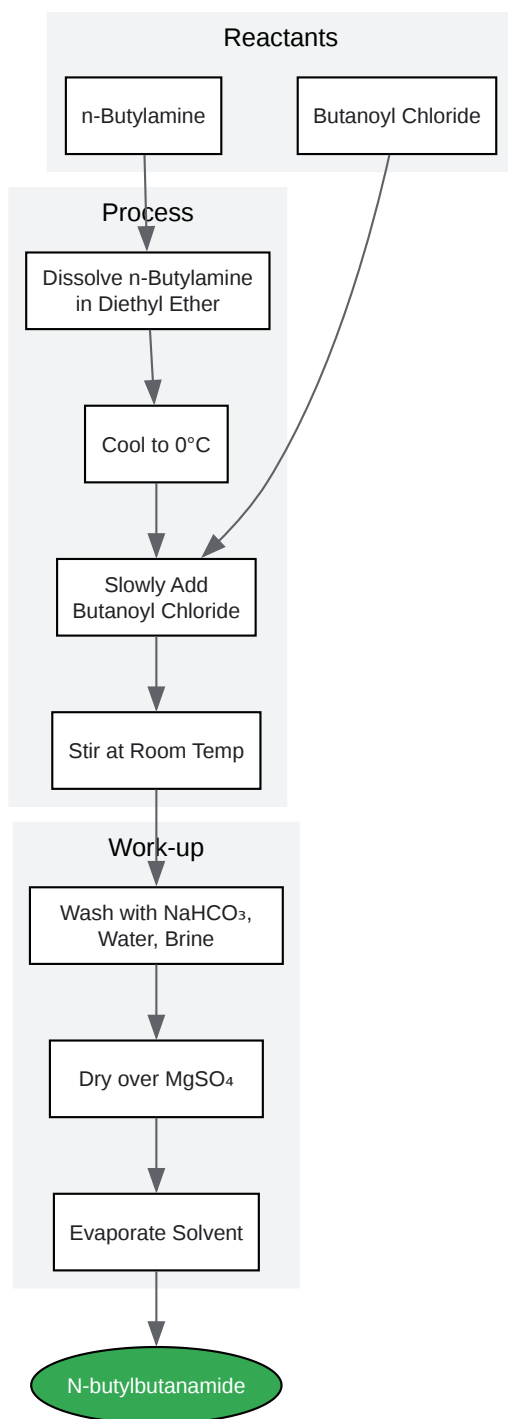 Reactants
n-Butylamine
Butanoyl Chloride
Process
Dissolve n-Butylamine
in Diethyl Ether
Cool to 0°C
Slowly Add
Butanoyl Chloride
Stir at Room Temp
Work-up
Wash with NaHCO₃,
Water, Brine
Dry over MgSO₄
Evaporate Solvent
N-butylbutanamide